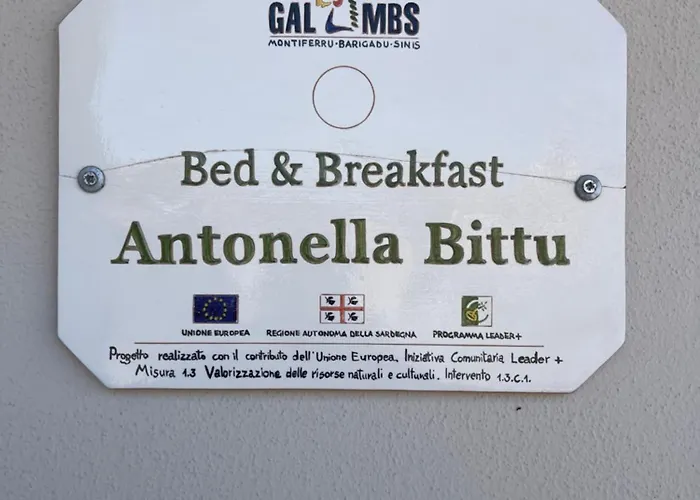 GAL MBS
MONTIFERRU·BARIGADU·SINIS
Bed & Breakfast
Antonella Bittu
UNIONE EUROPEA REGIONE AUTONOMA DELLA SARDEGNA PROGRAMMA LEADER+
Progetto realizzato con il contributo dell'Unione Europea. Iniziativa Comunitaria Leader +
Misura 1.3 Valorizzazione delle risorse naturali e culturali. Intervento 1.3.C.1.